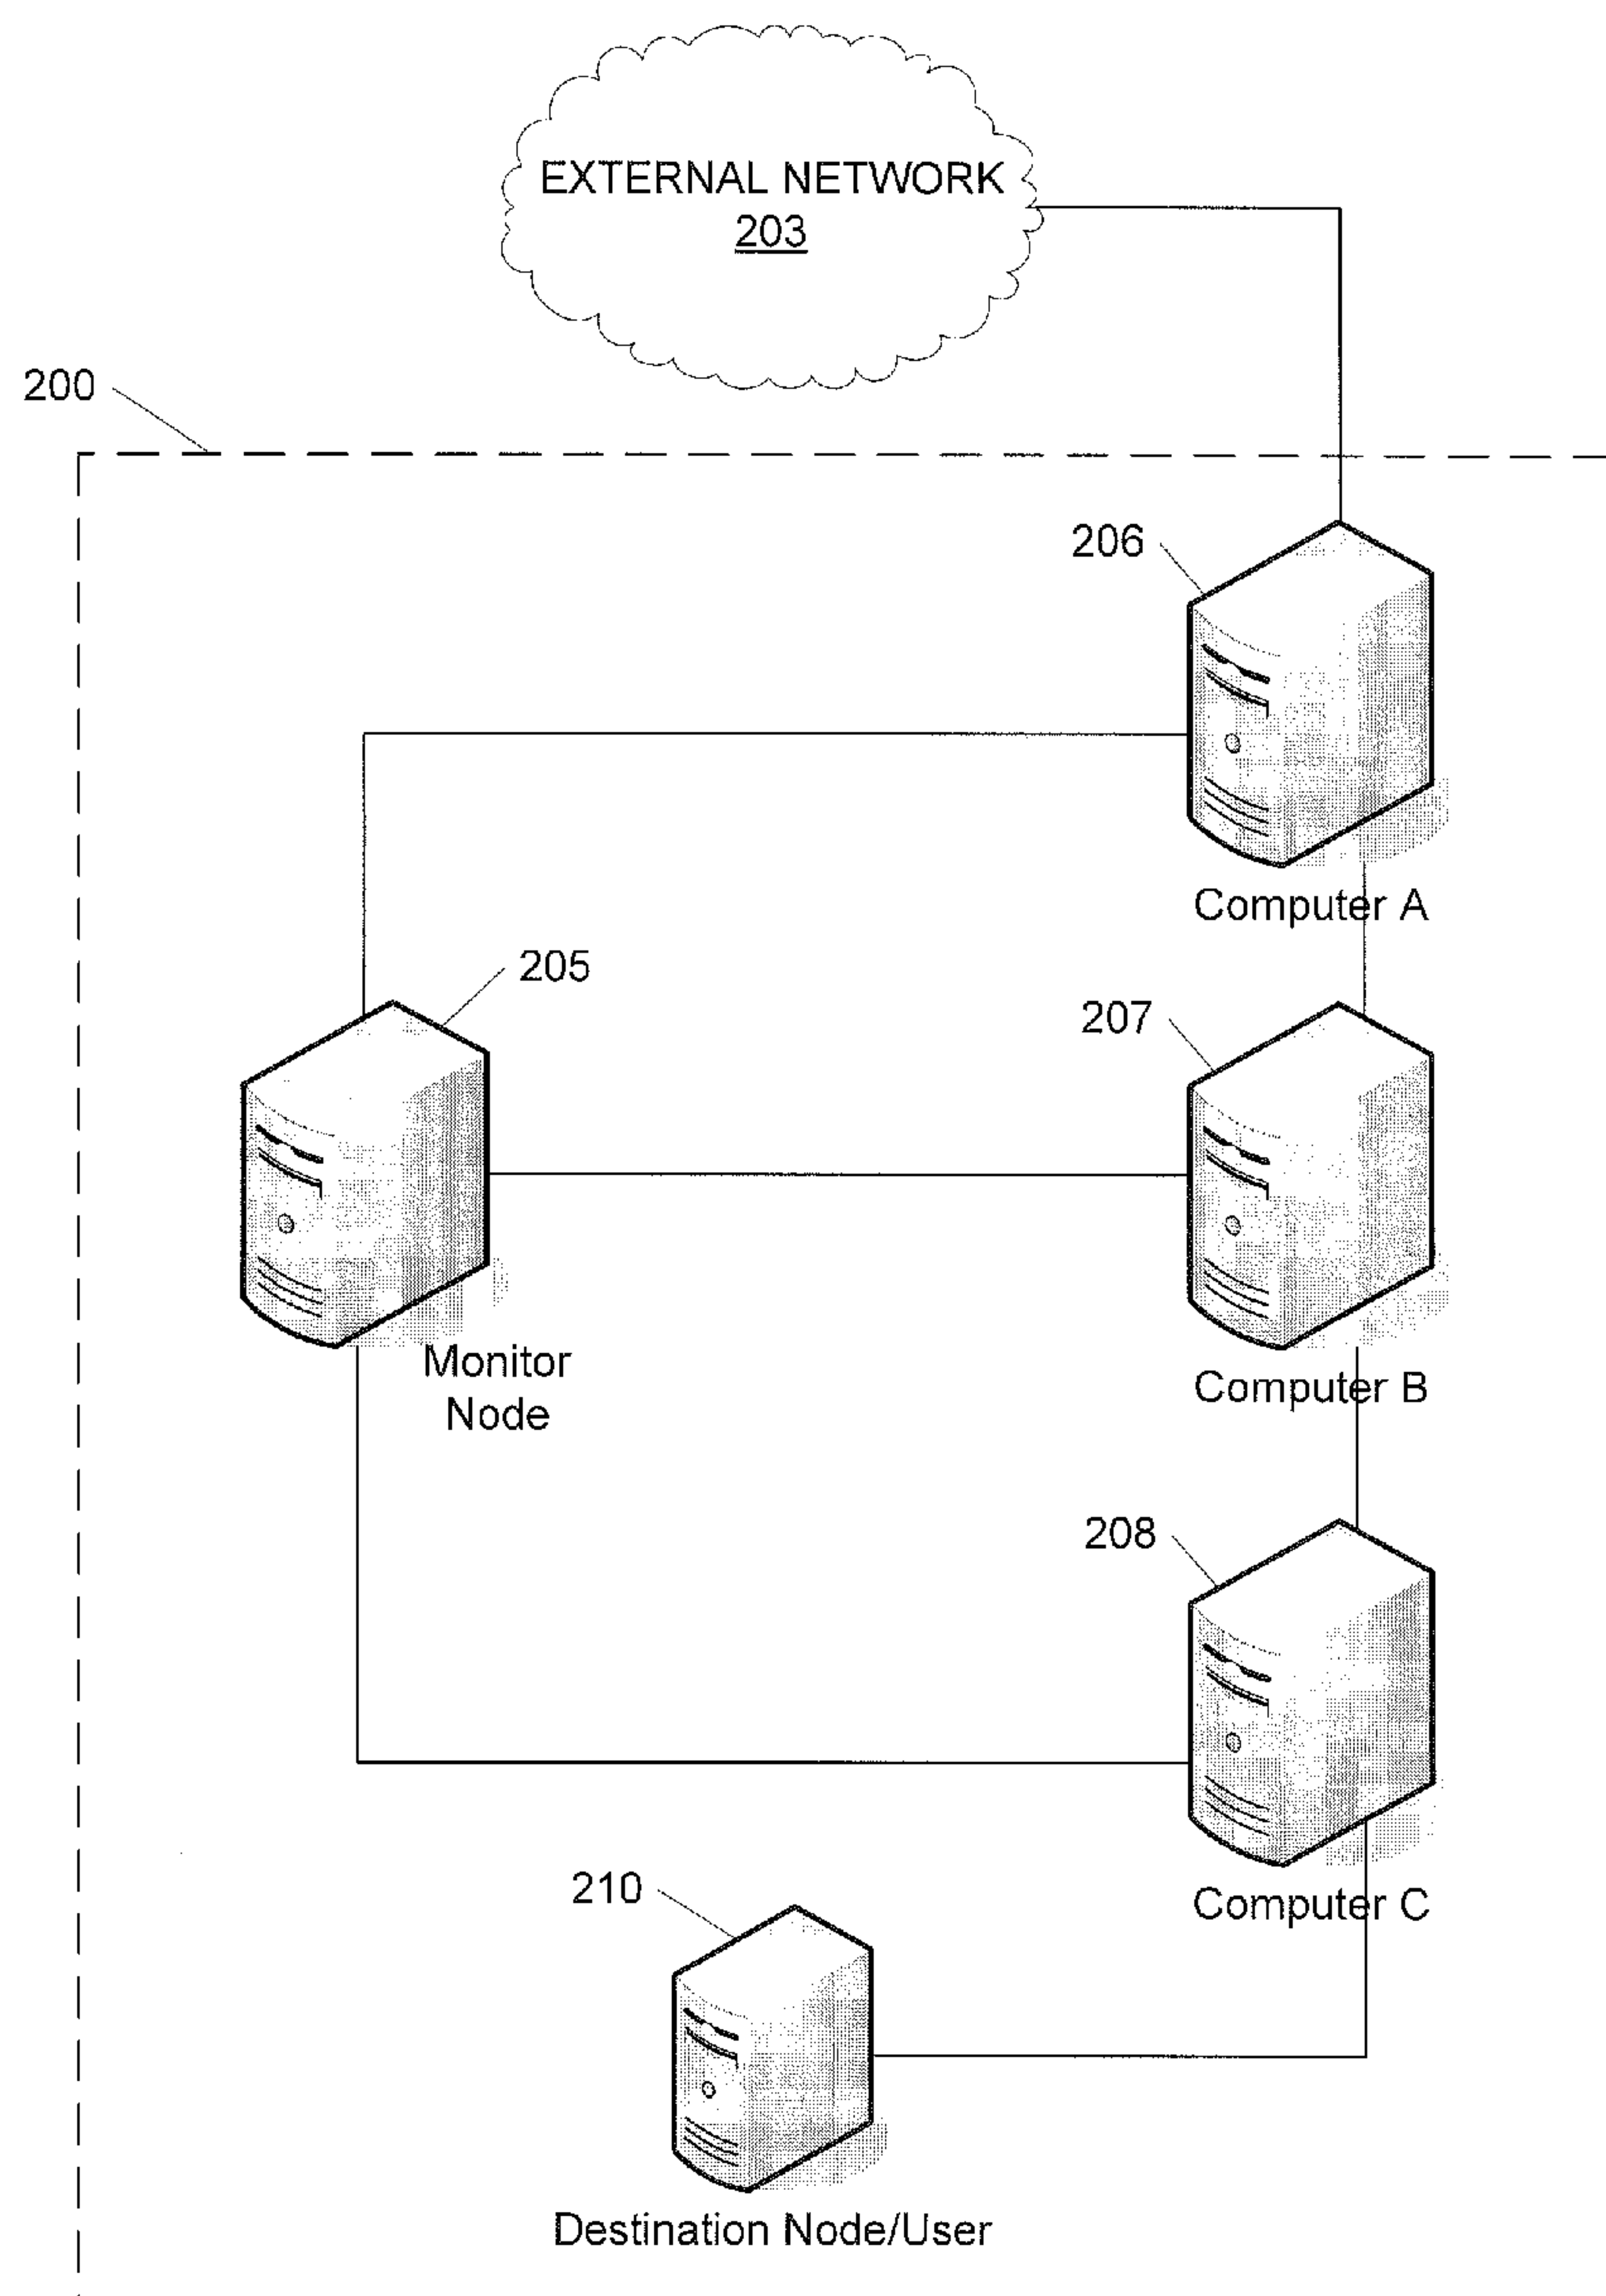 EXTERNAL NETWORK
203
200
206
Computer A
205
207
Monitor
Node
Computer B
208
210
Computer C
Destination Node/User